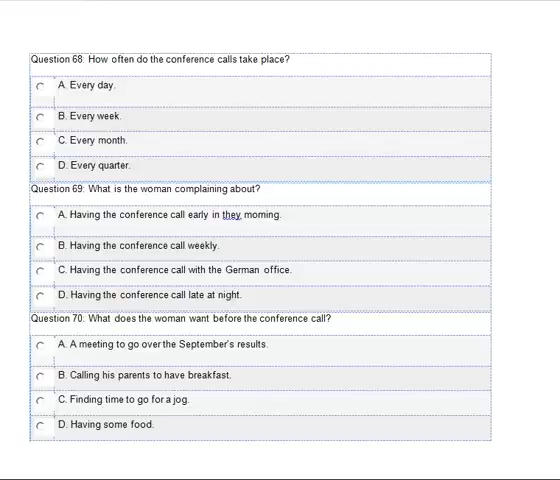 Question 68: How often do the conference calls take place?
A. Every day.
B. Every week.
C. Every month.
D. Every quarter.
Question 69: What is the woman complaining about?
A. Having the conference call early in they morning.
B. Having the conference call weekly.
C. Having the conference call with the German office.
D. Having the conference call late at night.
Question 70: What does the woman want before the conference call?
A. A meeting to go over the September's results.
B. Calling his parents to have breakfast.
C. Finding time to go for a jog.
D. Having some food.